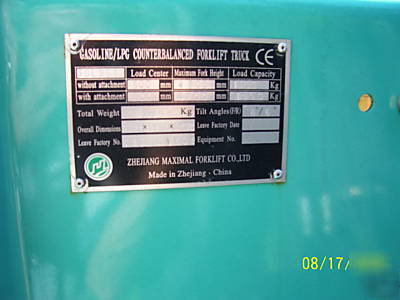 GASOLINE/LPG COUNTERBALANCED FORKLIFT TRUCK CE
Load Center Maximum Fork Height Load Capacity
without attachment mm mm Kg
with attachment mm mm Kg
Total Weight Kg Tilt Angles(F/R) /
Overall Dimensions × × Leave Factory Date
Leave Factory No. Equipment No.
ZHEJIANG MAXIMAL FORKLIFT CO.,LTD
Made in Zhejiang · China
08/17/